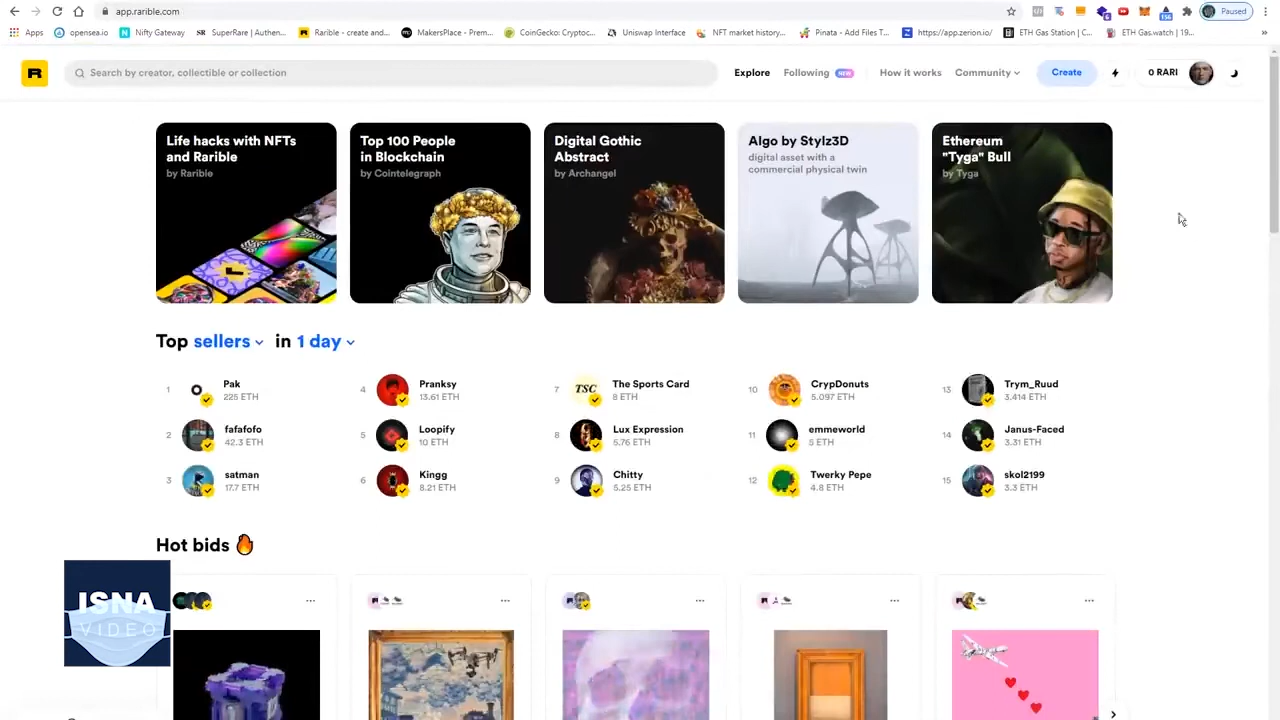 app.rarible.com
Paused
Apps
opensea.io
Nifty Gateway
SuperRare | Authen...
Rarible - create and...
MakersPlace - Prem...
CoinGecko: Cryptoc...
Uniswap Interface
NFT market history...
Pinata - Add Files T...
https://app.zerion.io/
ETH Gas Station | C...
ETH Gas.watch | 19...
Search by creator, collectible or collection
Explore
Following NEW
How it works
Community
Create
0 RARI
Life hacks with NFTs
and Rarible
by Rarible
Top 100 People
in Blockchain
by Cointelegraph
Digital Gothic
Abstract
by Archangel
Algo by Stylz3D
digital asset with a
commercial physical twin
Ethereum
"Tyga" Bull
by Tyga
Top sellers in 1 day
1 Pak
225 ETH
2 fafafofo
42.3 ETH
3 satman
17.7 ETH
4 Pranksy
13.61 ETH
5 Loopify
10 ETH
6 Kingg
8.21 ETH
7 The Sports Card
8 ETH
TSC
8 Lux Expression
5.76 ETH
9 Chitty
5.25 ETH
10 CrypDonuts
5.097 ETH
11 emmeworld
5 ETH
12 Twerky Pepe
4.8 ETH
13 Trym_Ruud
3.414 ETH
14 Janus-Faced
3.31 ETH
15 skol2199
3.3 ETH
Hot bids
ISNA
VIDEO